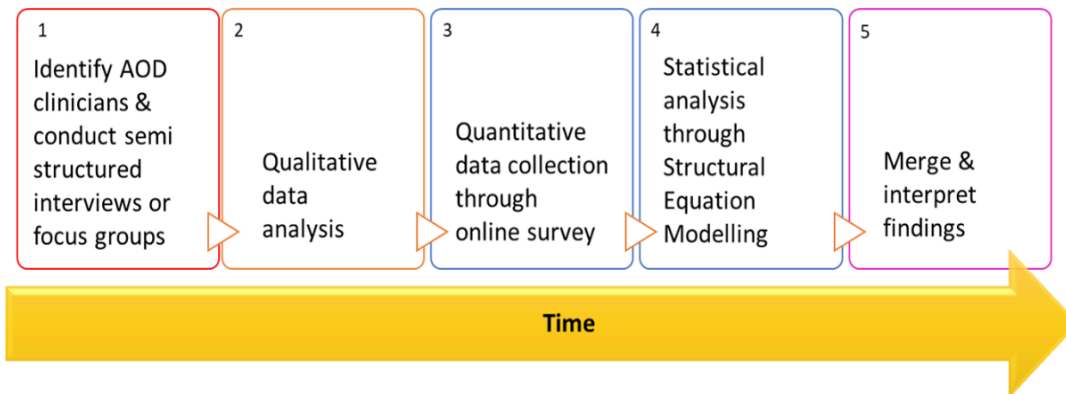 1
Identify AOD
clinicians &
conduct semi
structured
interviews or
focus groups
2
Qualitative
data
analysis
3
Quantitative
data collection
through
online survey
4
Statistical
analysis
through
Structural
Equation
Modelling
5
Merge &
interpret
findings
Time